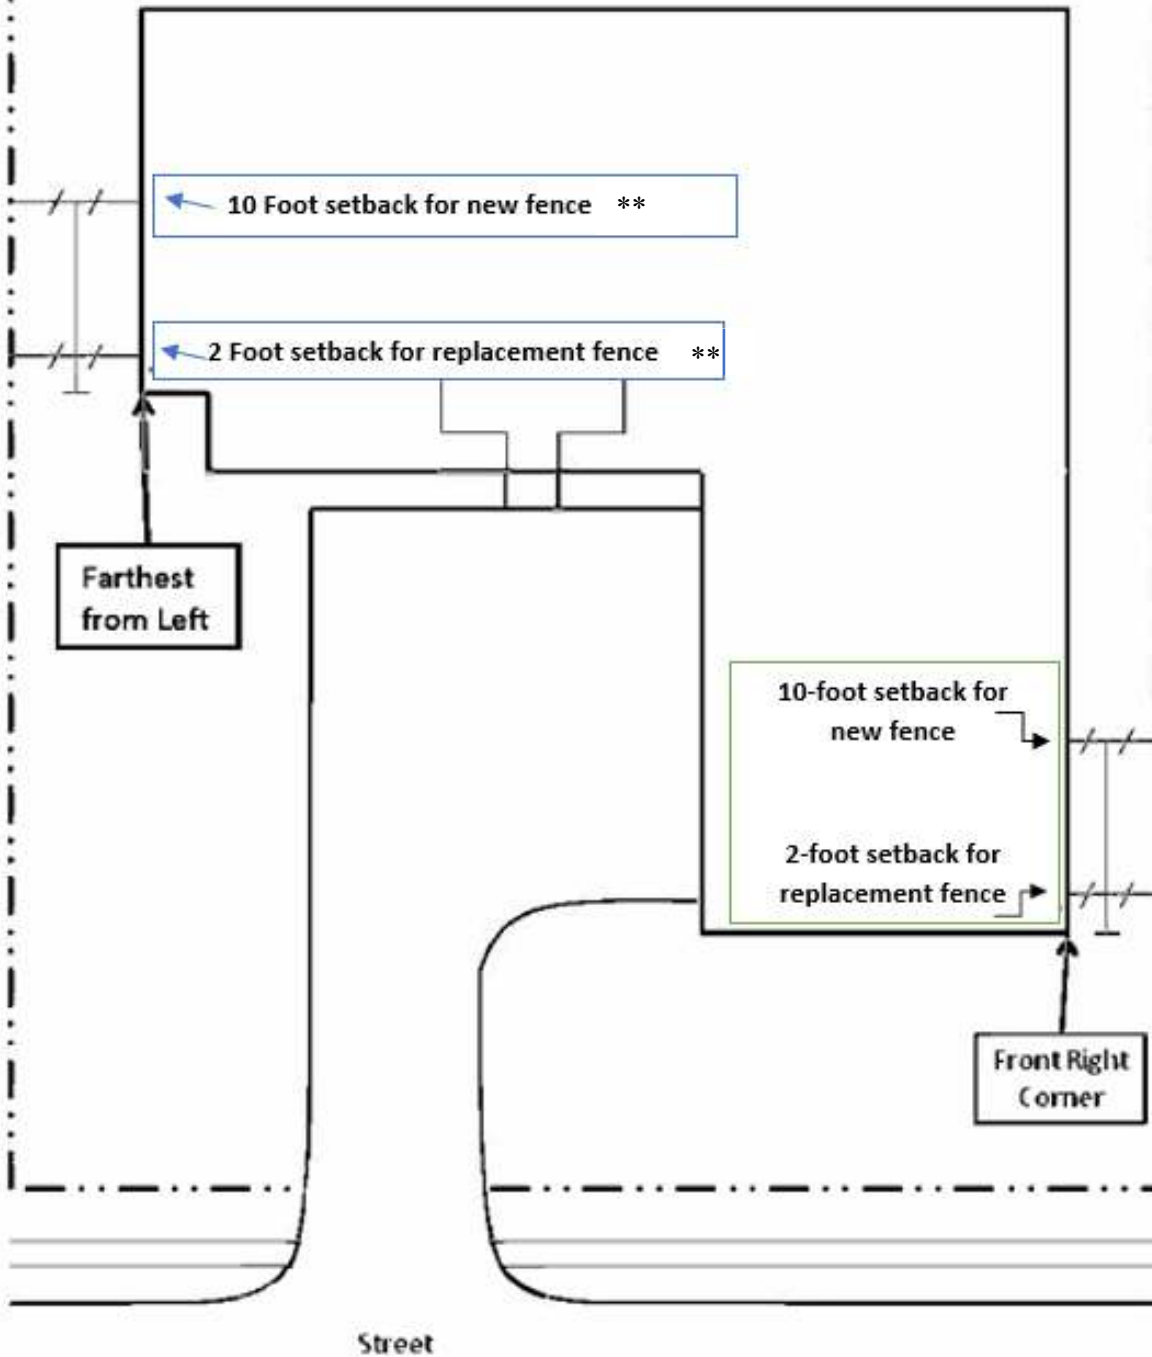 10 Foot setback for new fence **
2 Foot setback for replacement fence **
Farthest
from Left
10-foot setback for
new fence
2-foot setback for
replacement fence
Front Right
Corner
Street